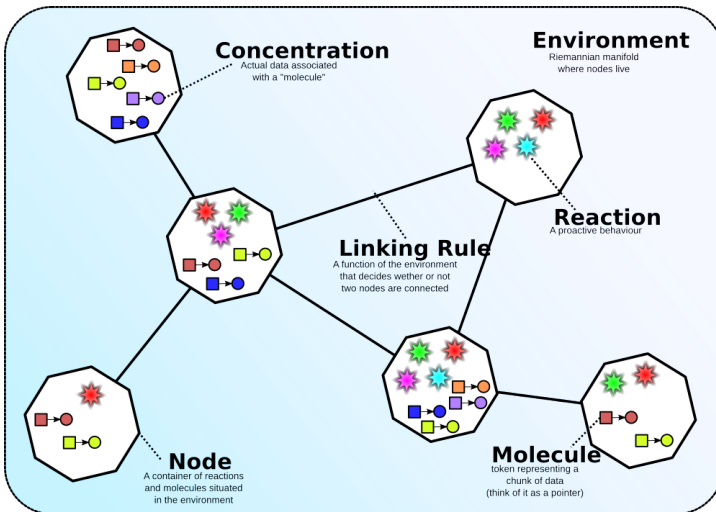 Concentration
Actual data associated
with a "molecule"
Environment
Riemannian manifold
where nodes live
Reaction
A proactive behaviour
Linking Rule
A function of the environment
that decides wether or not
two nodes are connected
Node
A container of reactions
and molecules situated
in the environment
Molecule
token representing a
chunk of data
(think of it as a pointer)